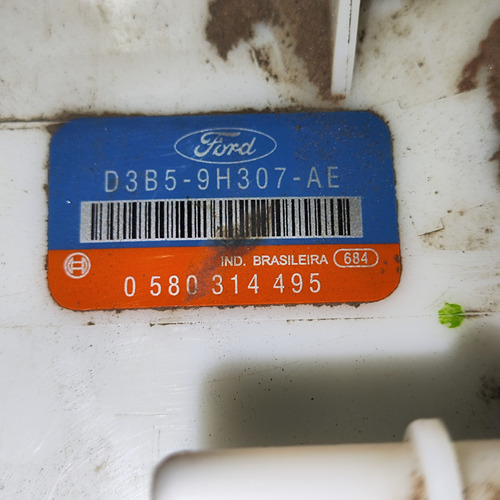 Ford
D3B5-9H307-AE
IND. BRASILEIRA 684
0 580 314 495